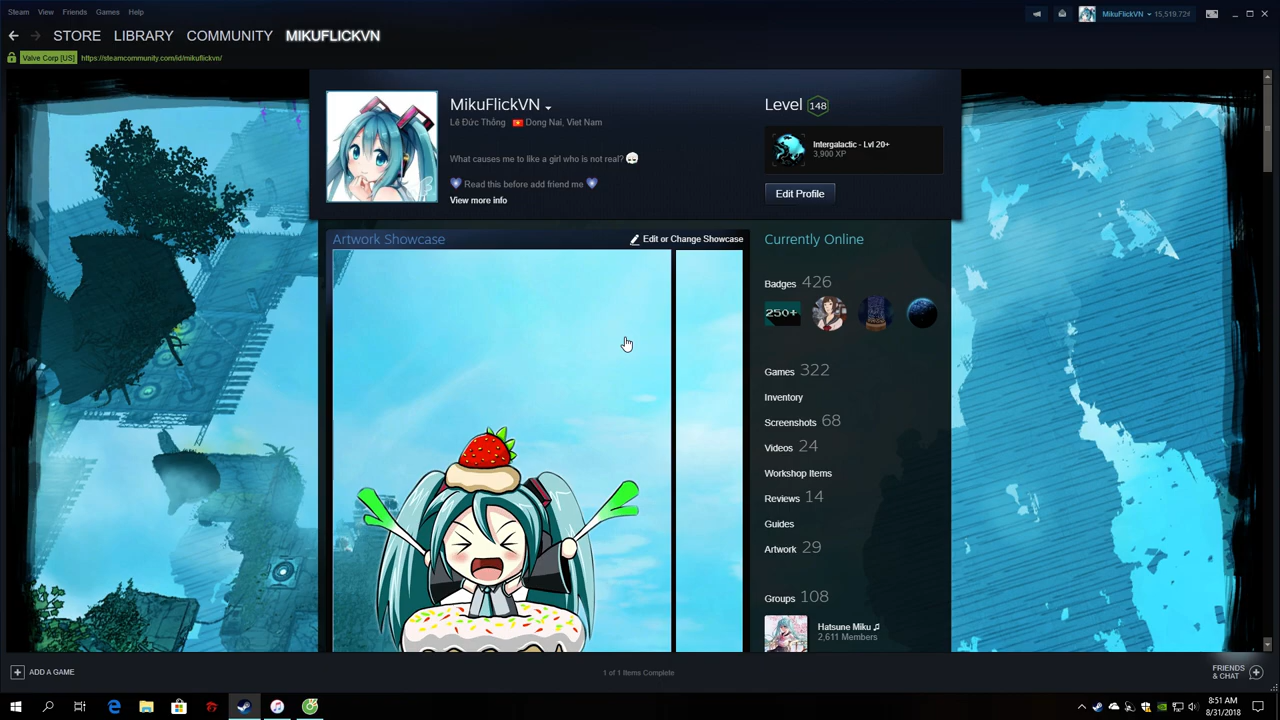 Steam View Friends Games Help
MikuFlickVN 15,519.72₫
STORE LIBRARY COMMUNITY MIKUFLICKVN
Valve Corp [US] https://steamcommunity.com/id/mikuflickvn/
MikuFlickVN
Lê Đức Thống Dong Nai, Viet Nam
What causes me to like a girl who is not real?
Read this before add friend me
View more info
Level 148
Intergalactic - Lvl 20+
3,900 XP
Edit Profile
Artwork Showcase
Edit or Change Showcase
Currently Online
Badges 426
250+
Games 322
Inventory
Screenshots 68
Videos 24
Workshop Items
Reviews 14
Guides
Artwork 29
Groups 108
Hatsune Miku ♫
2,611 Members
ADD A GAME
1 of 1 Items Complete
FRIENDS
& CHAT
8:51 AM
8/31/2018